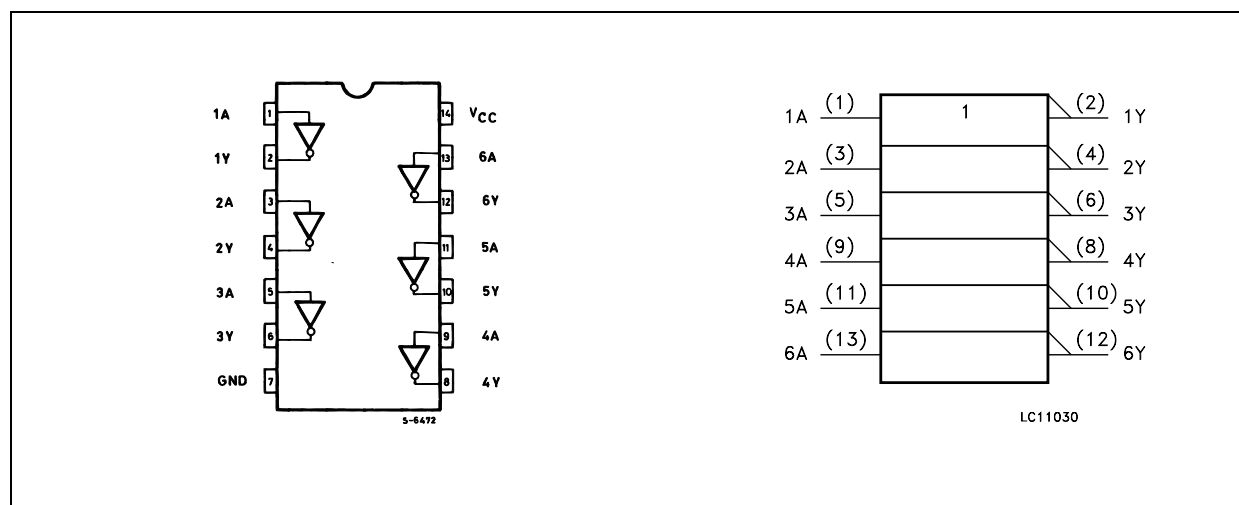 1A 1 14 VCC
1Y 2 13 6A
2A 3 12 6Y
2Y 4 11 5A
3A 5 10 5Y
3Y 6 9 4A
GND 7 8 4Y
S-6472
1
1A (1) (2) 1Y
2A (3) (4) 2Y
3A (5) (6) 3Y
4A (9) (8) 4Y
5A (11) (10) 5Y
6A (13) (12) 6Y
LC11030